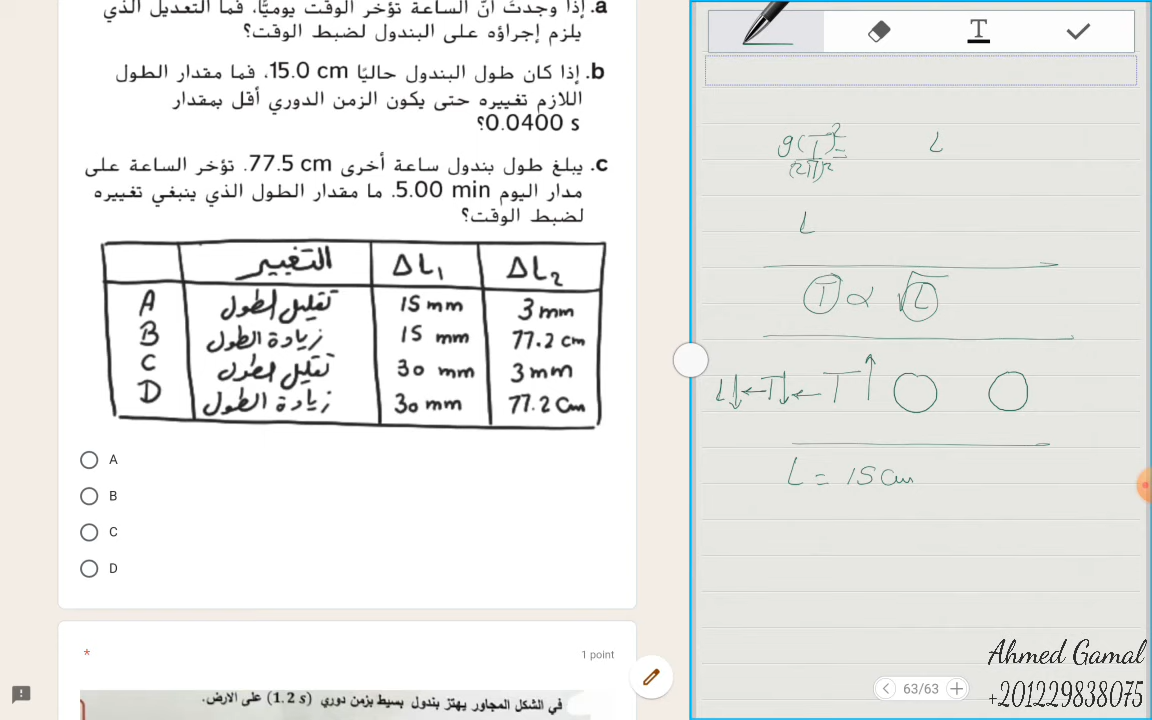 a. إذا وجدتَ أنّ الساعة تؤخر الوقت يوميًّا، فما التعديل الذي
يلزم إجراؤه على البندول لضبط الوقت؟
b. إذا كان طول البندول حاليًا 15.0 cm، فما مقدار الطول
اللازم تغييره حتى يكون الزمن الدوري أقل بمقدار
0.0400 s؟
c. يبلغ طول بندول ساعة أخرى 77.5 cm. تؤخر الساعة على
مدار اليوم 5.00 min. ما مقدار الطول الذي ينبغي تغييره
لضبط الوقت؟
التغيير ΔL₁ ΔL₂
A تقليل الطول 15 mm 3 mm
B زيادة الطول 15 mm 77.2 cm
C تقليل الطول 30 mm 3 mm
D زيادة الطول 30 mm 77.2 cm
A
B
C
D
*
1 point
في الشكل المجاور يهتز بندول بسيط بزمن دوري (1.2 s) على الارض.
T
g(T)² = L
(2π)²
L
T ∝ √L
L↓ ← T↓ ← T↑
L = 15 cm
63/63
Ahmed Gamal
+201229838075